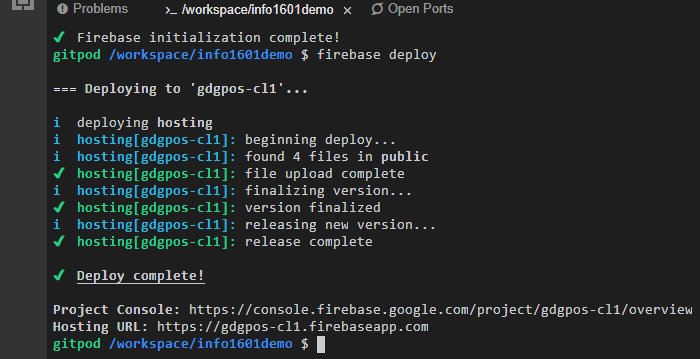 Problems >_ /workspace/info1601demo × Open Ports
✔ Firebase initialization complete!
gitpod /workspace/info1601demo $ firebase deploy
=== Deploying to 'gdgpos-cl1'...
i deploying hosting
i hosting[gdgpos-cl1]: beginning deploy...
i hosting[gdgpos-cl1]: found 4 files in public
✔ hosting[gdgpos-cl1]: file upload complete
i hosting[gdgpos-cl1]: finalizing version...
✔ hosting[gdgpos-cl1]: version finalized
i hosting[gdgpos-cl1]: releasing new version...
✔ hosting[gdgpos-cl1]: release complete
✔ Deploy complete!
Project Console: https://console.firebase.google.com/project/gdgpos-cl1/overview
Hosting URL: https://gdgpos-cl1.firebaseapp.com
gitpod /workspace/info1601demo $